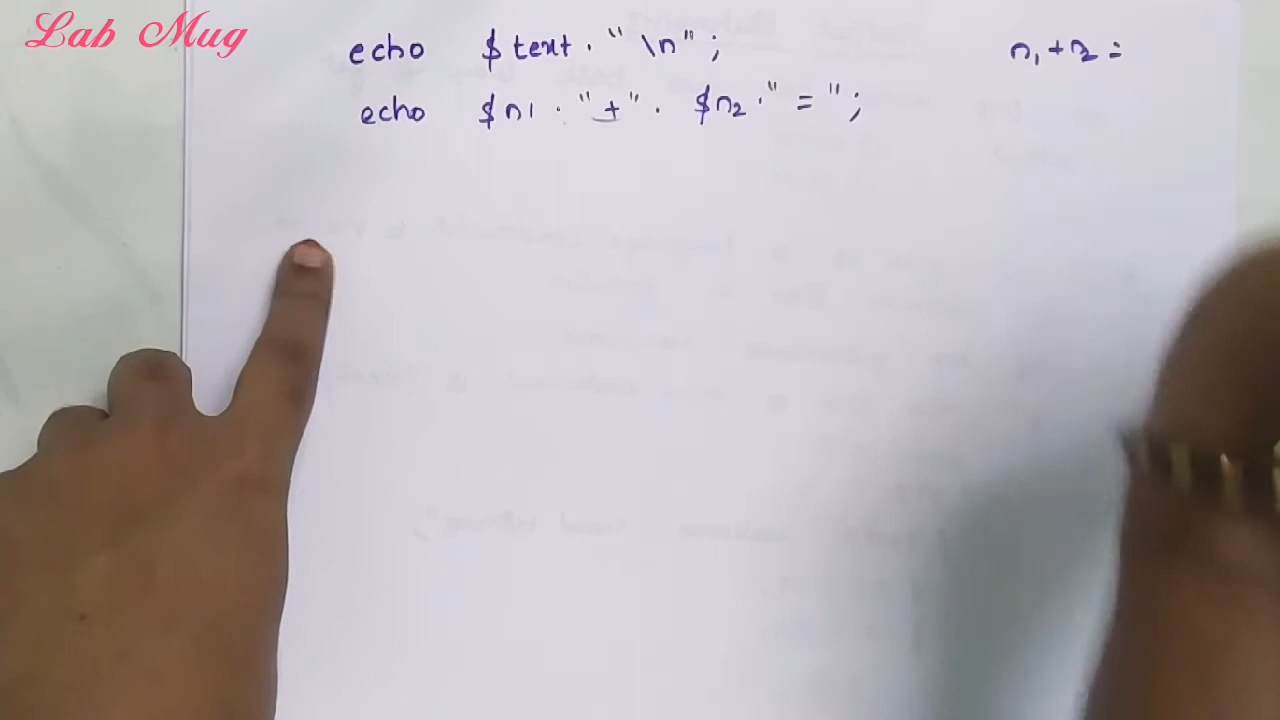 Lab Mug
echo $text."\n"; n1+n2=
echo $n1."+". $n2."=";